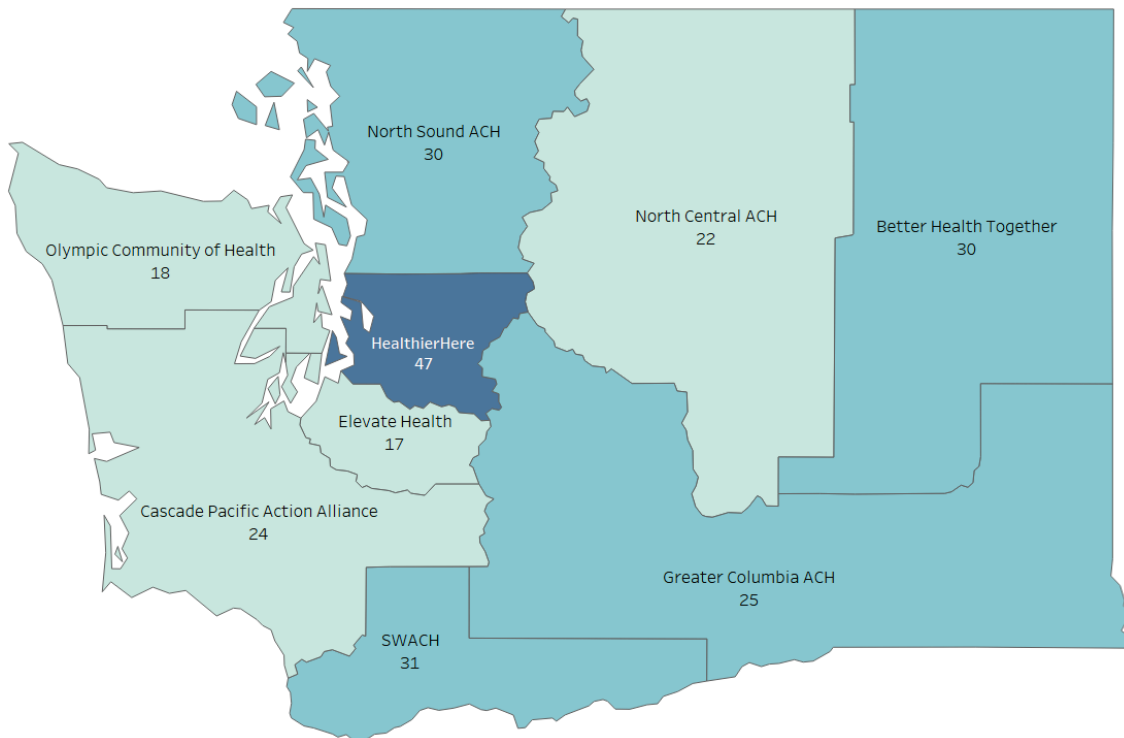 North Sound ACH
30
North Central ACH
22
Better Health Together
30
Olympic Community of Health
18
HealthierHere
47
Elevate Health
17
Cascade Pacific Action Alliance
24
Greater Columbia ACH
25
SWACH
31